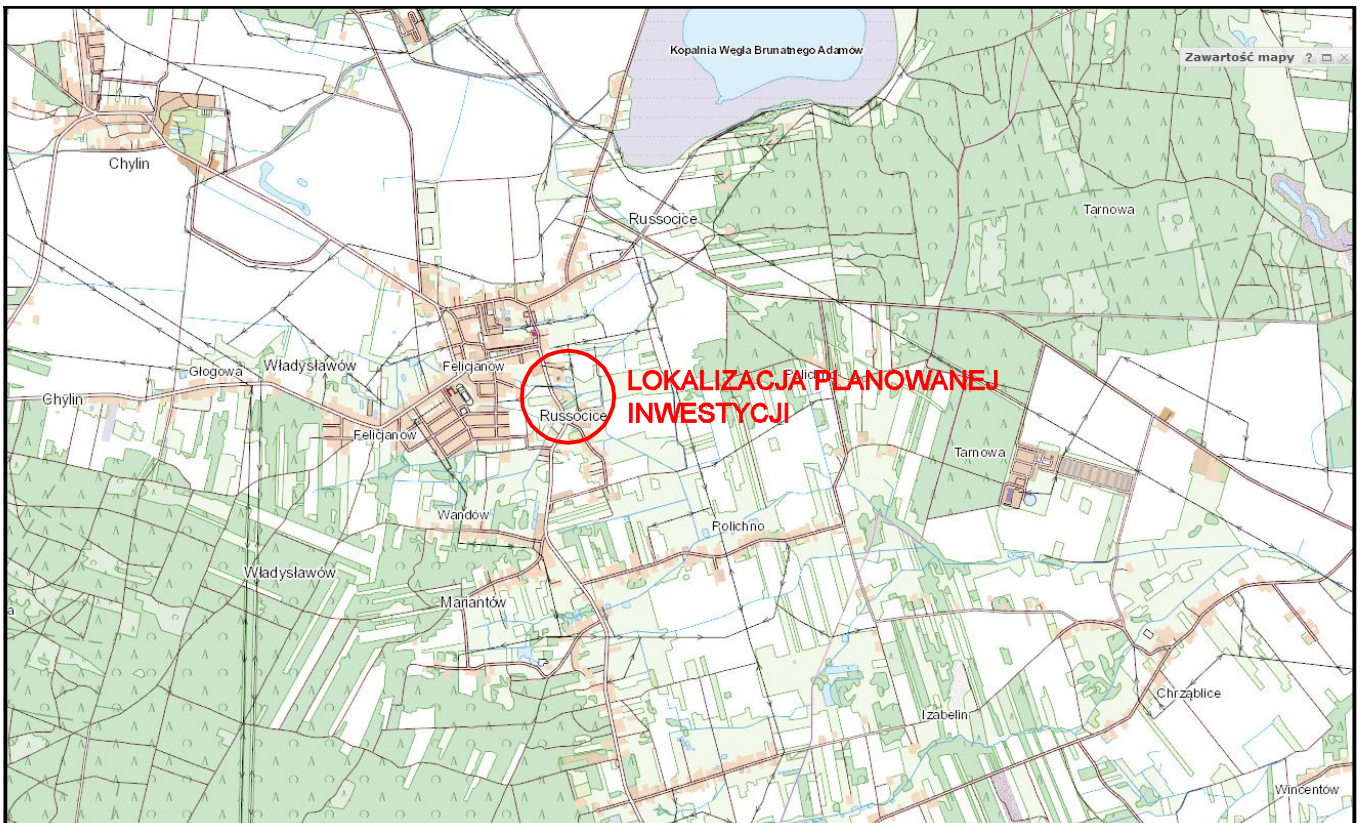 Kopalnia Węgla Brunatnego Adamów
Zawartość mapy
Chylin
Tarnowa
Russocice
Głogowa
Władysławów
Felicjanów
LOKALIZACJA PLANOWANEJ
INWESTYCJI
Chylin
Russocice
Felicjanów
Tarnowa
Wandów
Polichno
Władysławów
Mariantów
Chrząblice
Izabelin
Wincentów